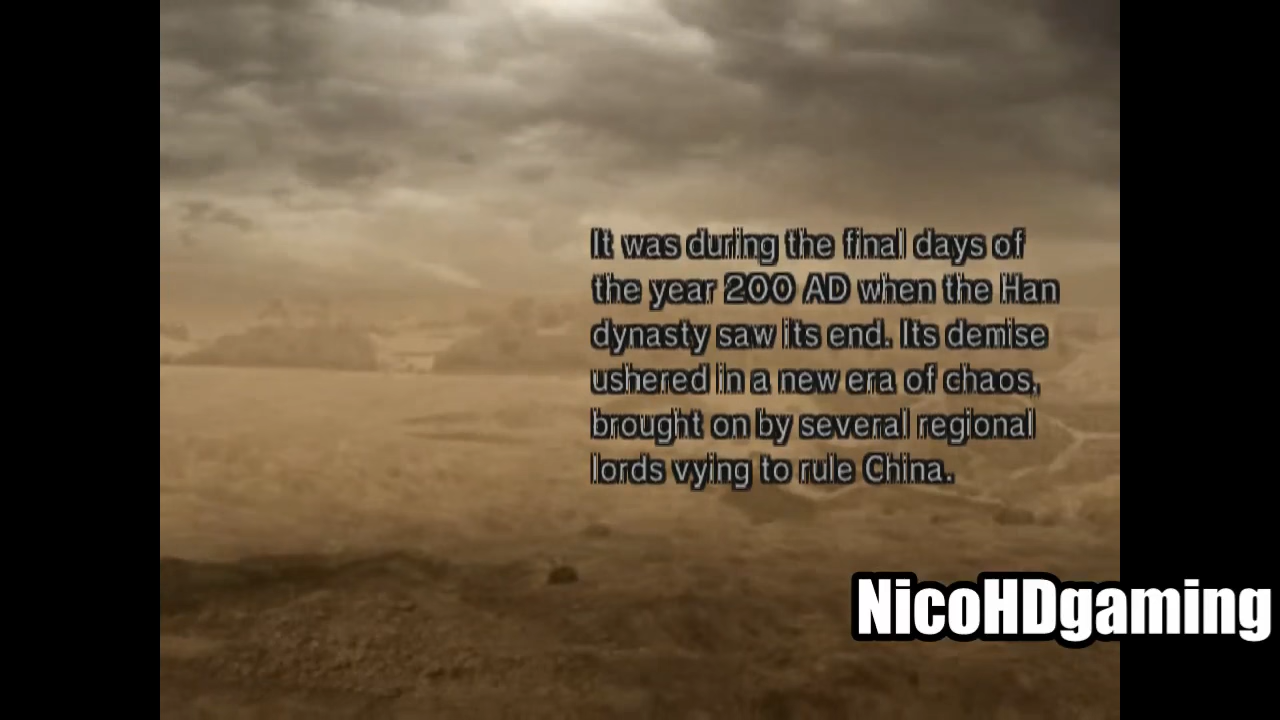 It was during the final days of
the year 200 AD when the Han
dynasty saw its end. Its demise
ushered in a new era of chaos,
brought on by several regional
lords vying to rule China.
NicoHDgaming